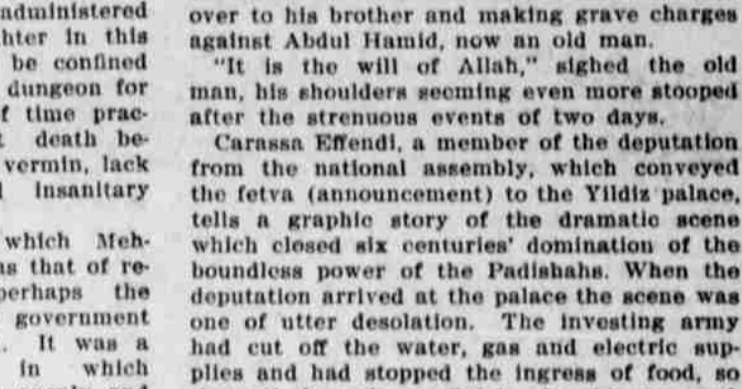 administered
hter in this
be confined
dungeon for
f time prac-
t death be-
vermin, lack
l insanitary
which Meh-
as that of re-
perhaps the
government
. It was a
in which
over to his brother and making grave charges
against Abdul Hamid, now an old man.
"It is the will of Allah," sighed the old
man, his shoulders seeming even more stooped
after the strenuous events of two days.
Carassa Effendi, a member of the deputation
from the national assembly, which conveyed
the fetva (announcement) to the Yildiz palace,
tells a graphic story of the dramatic scene
which closed six centuries' domination of the
boundless power of the Padishahs. When the
deputation arrived at the palace the scene was
one of utter desolation. The investing army
had cut off the water, gas and electric sup-
plies and had stopped the ingress of food, so